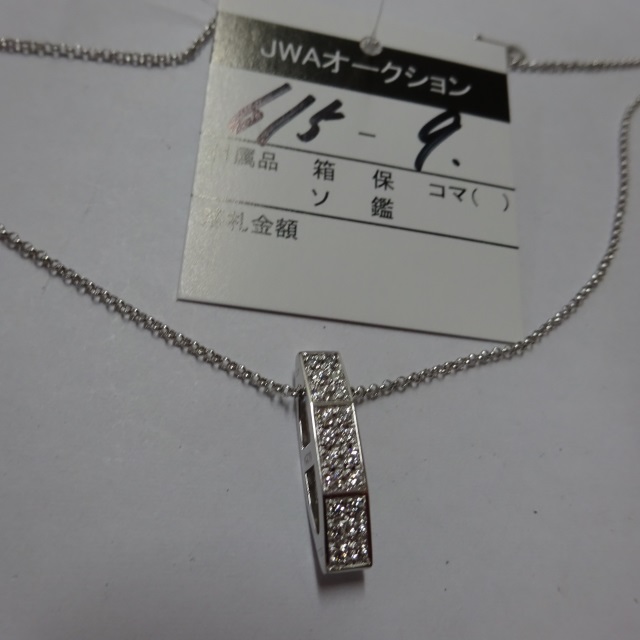 JWAオークション
615-9.
付属品 箱 保 コマ( )
ソ 鑑
札金額